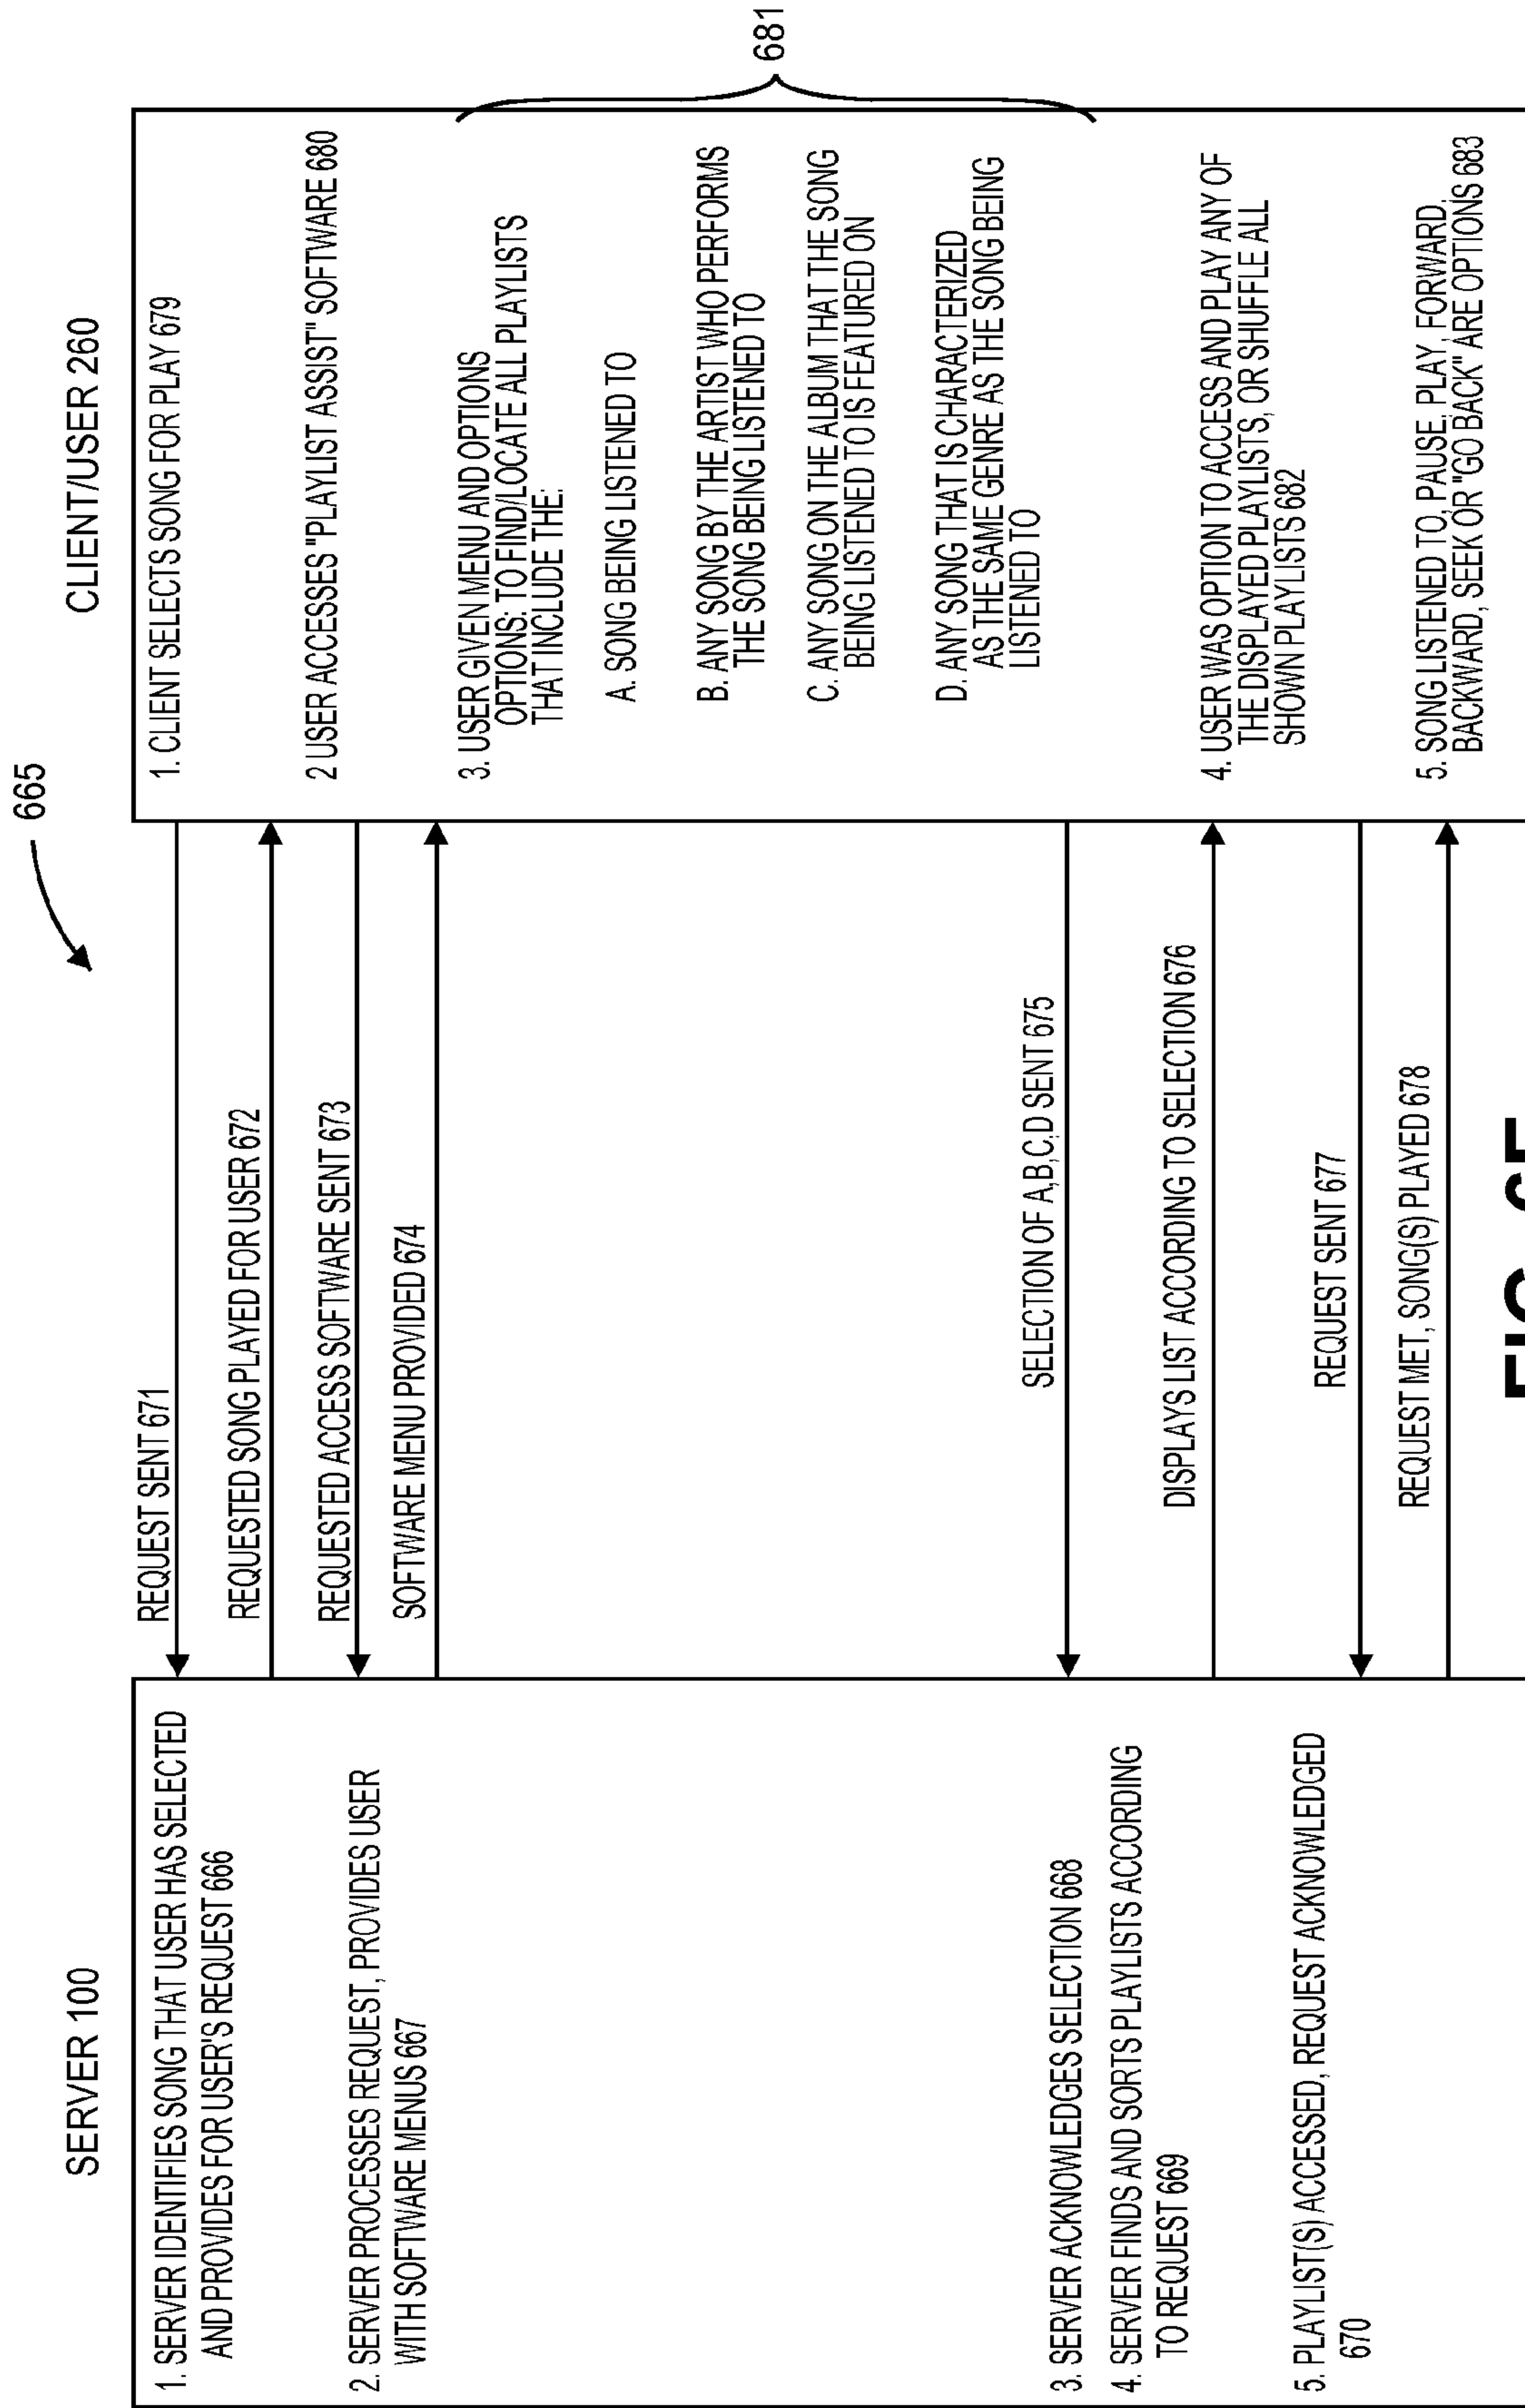 665
SERVER 100
CLIENT/USER 260
1. SERVER IDENTIFIES SONG THAT USER HAS SELECTED
AND PROVIDES FOR USER'S REQUEST 666
2. SERVER PROCESSES REQUEST, PROVIDES USER
WITH SOFTWARE MENUS 667
3. SERVER ACKNOWLEDGES SELECTION 668
4. SERVER FINDS AND SORTS PLAYLISTS ACCORDING
TO REQUEST 669
5. PLAYLIST(S) ACCESSED, REQUEST ACKNOWLEDGED
670
REQUEST SENT 671
REQUESTED SONG PLAYED FOR USER 672
REQUESTED ACCESS SOFTWARE SENT 673
SOFTWARE MENU PROVIDED 674
SELECTION OF A,B,C,D SENT 675
DISPLAYS LIST ACCORDING TO SELECTION 676
REQUEST SENT 677
REQUEST MET, SONG(S) PLAYED 678
1. CLIENT SELECTS SONG FOR PLAY 679
2 USER ACCESSES "PLAYLIST ASSIST" SOFTWARE 680
3. USER GIVEN MENU AND OPTIONS
OPTIONS: TO FIND/LOCATE ALL PLAYLISTS
THAT INCLUDE THE:
A. SONG BEING LISTENED TO
B. ANY SONG BY THE ARTIST WHO PERFORMS
THE SONG BEING LISTENED TO
C. ANY SONG ON THE ALBUM THAT THE SONG
BEING LISTENED TO IS FEATURED ON
D. ANY SONG THAT IS CHARACTERIZED
AS THE SAME GENRE AS THE SONG BEING
LISTENED TO
681
4. USER WAS OPTION TO ACCESS AND PLAY ANY OF
THE DISPLAYED PLAYLISTS, OR SHUFFLE ALL
SHOWN PLAYLISTS 682
5. SONG LISTENED TO, PAUSE, PLAY, FORWARD,
BACKWARD, SEEK OR "GO BACK" ARE OPTIONS 683
FIG